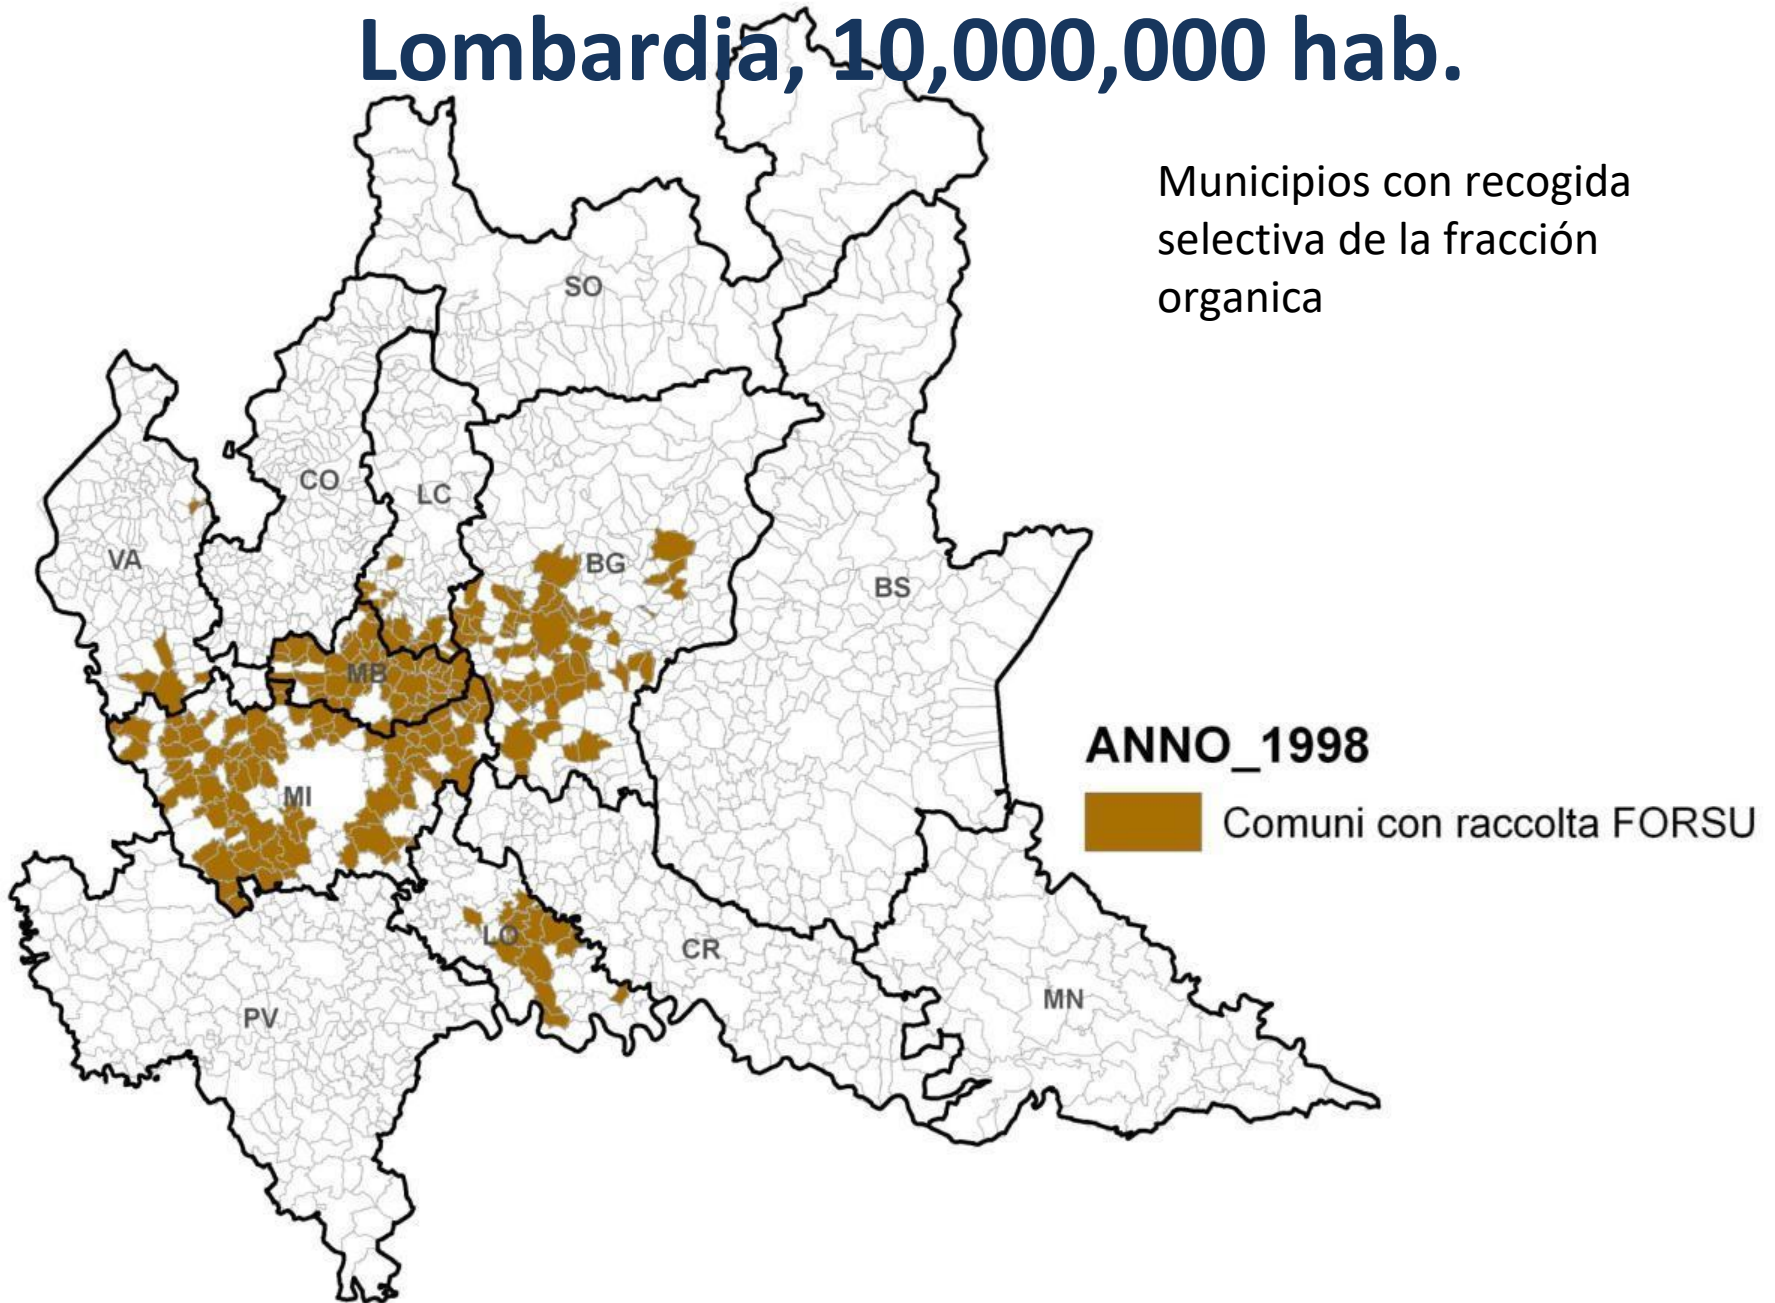 Lombardia, 10,000,000 hab.
Municipios con recogida
selectiva de la fracción
organica
SO
CO
LC
VA
BG
BS
MB
MI
LO
CR
PV
MN
ANNO_1998
Comuni con raccolta FORSU